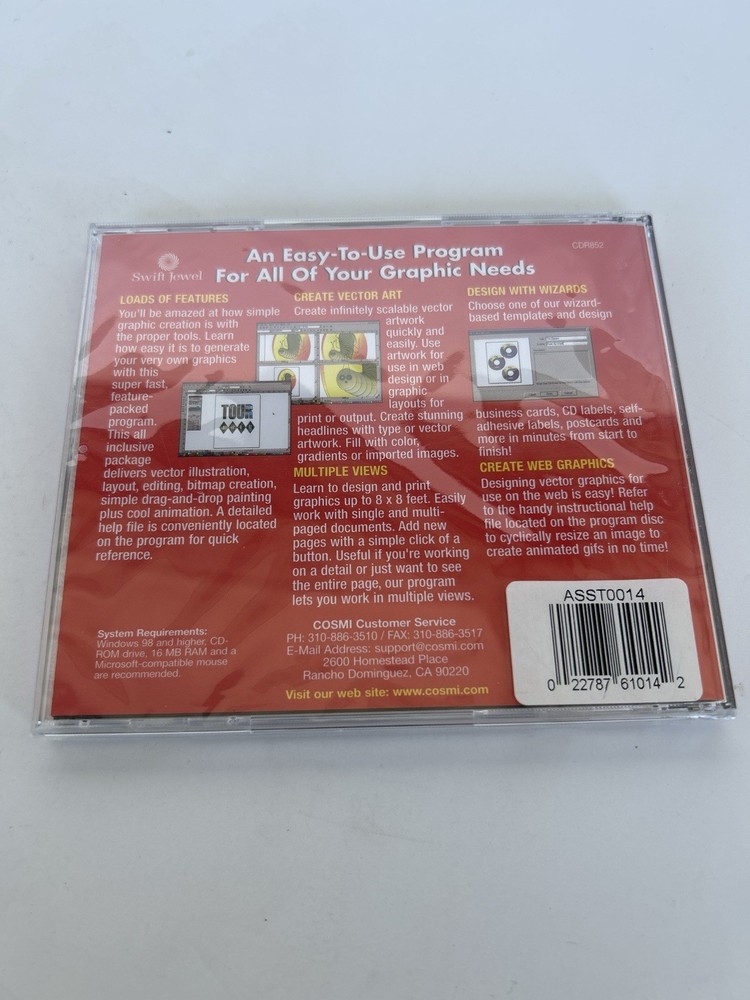 An Easy-To-Use Program
For All Of Your Graphic Needs
CDR852
Swift Jewel
LOADS OF FEATURES
You'll be amazed at how simple
graphic creation is with
the proper tools. Learn
how easy it is to generate
your very own graphics
with this
super fast,
feature-
packed
program.
This all
inclusive
package
delivers vector illustration,
layout, editing, bitmap creation,
simple drag-and-drop painting
plus cool animation. A detailed
help file is conveniently located
on the program for quick
reference.
TOUR
CREATE VECTOR ART
Create infinitely scalable vector
artwork
quickly and
easily. Use
artwork for
use in web
design or in
graphic
layouts for
print or output. Create stunning
headlines with type or vector
artwork. Fill with color,
gradients or imported images.
MULTIPLE VIEWS
Learn to design and print
graphics up to 8 x 8 feet. Easily
work with single and multi-
paged documents. Add new
pages with a simple click of a
button. Useful if you're working
on a detail or just want to see
the entire page, our program
lets you work in multiple views.
DESIGN WITH WIZARDS
Choose one of our wizard-
based templates and design
business cards, CD labels, self-
adhesive labels, postcards and
more in minutes from start to
finish!
CREATE WEB GRAPHICS
Designing vector graphics for
use on the web is easy! Refer
to the handy instructional help
file located on the program disc
to cyclically resize an image to
create animated gifs in no time!
System Requirements:
Windows 98 and higher, CD-
ROM drive, 16 MB RAM and a
Microsoft-compatible mouse
are recommended.
COSMI Customer Service
PH: 310-886-3510 / FAX: 310-886-3517
E-Mail Address: support@cosmi.com
2600 Homestead Place
Rancho Dominguez, CA 90220
Visit our web site: www.cosmi.com
ASST0014
0 22787 61014 2